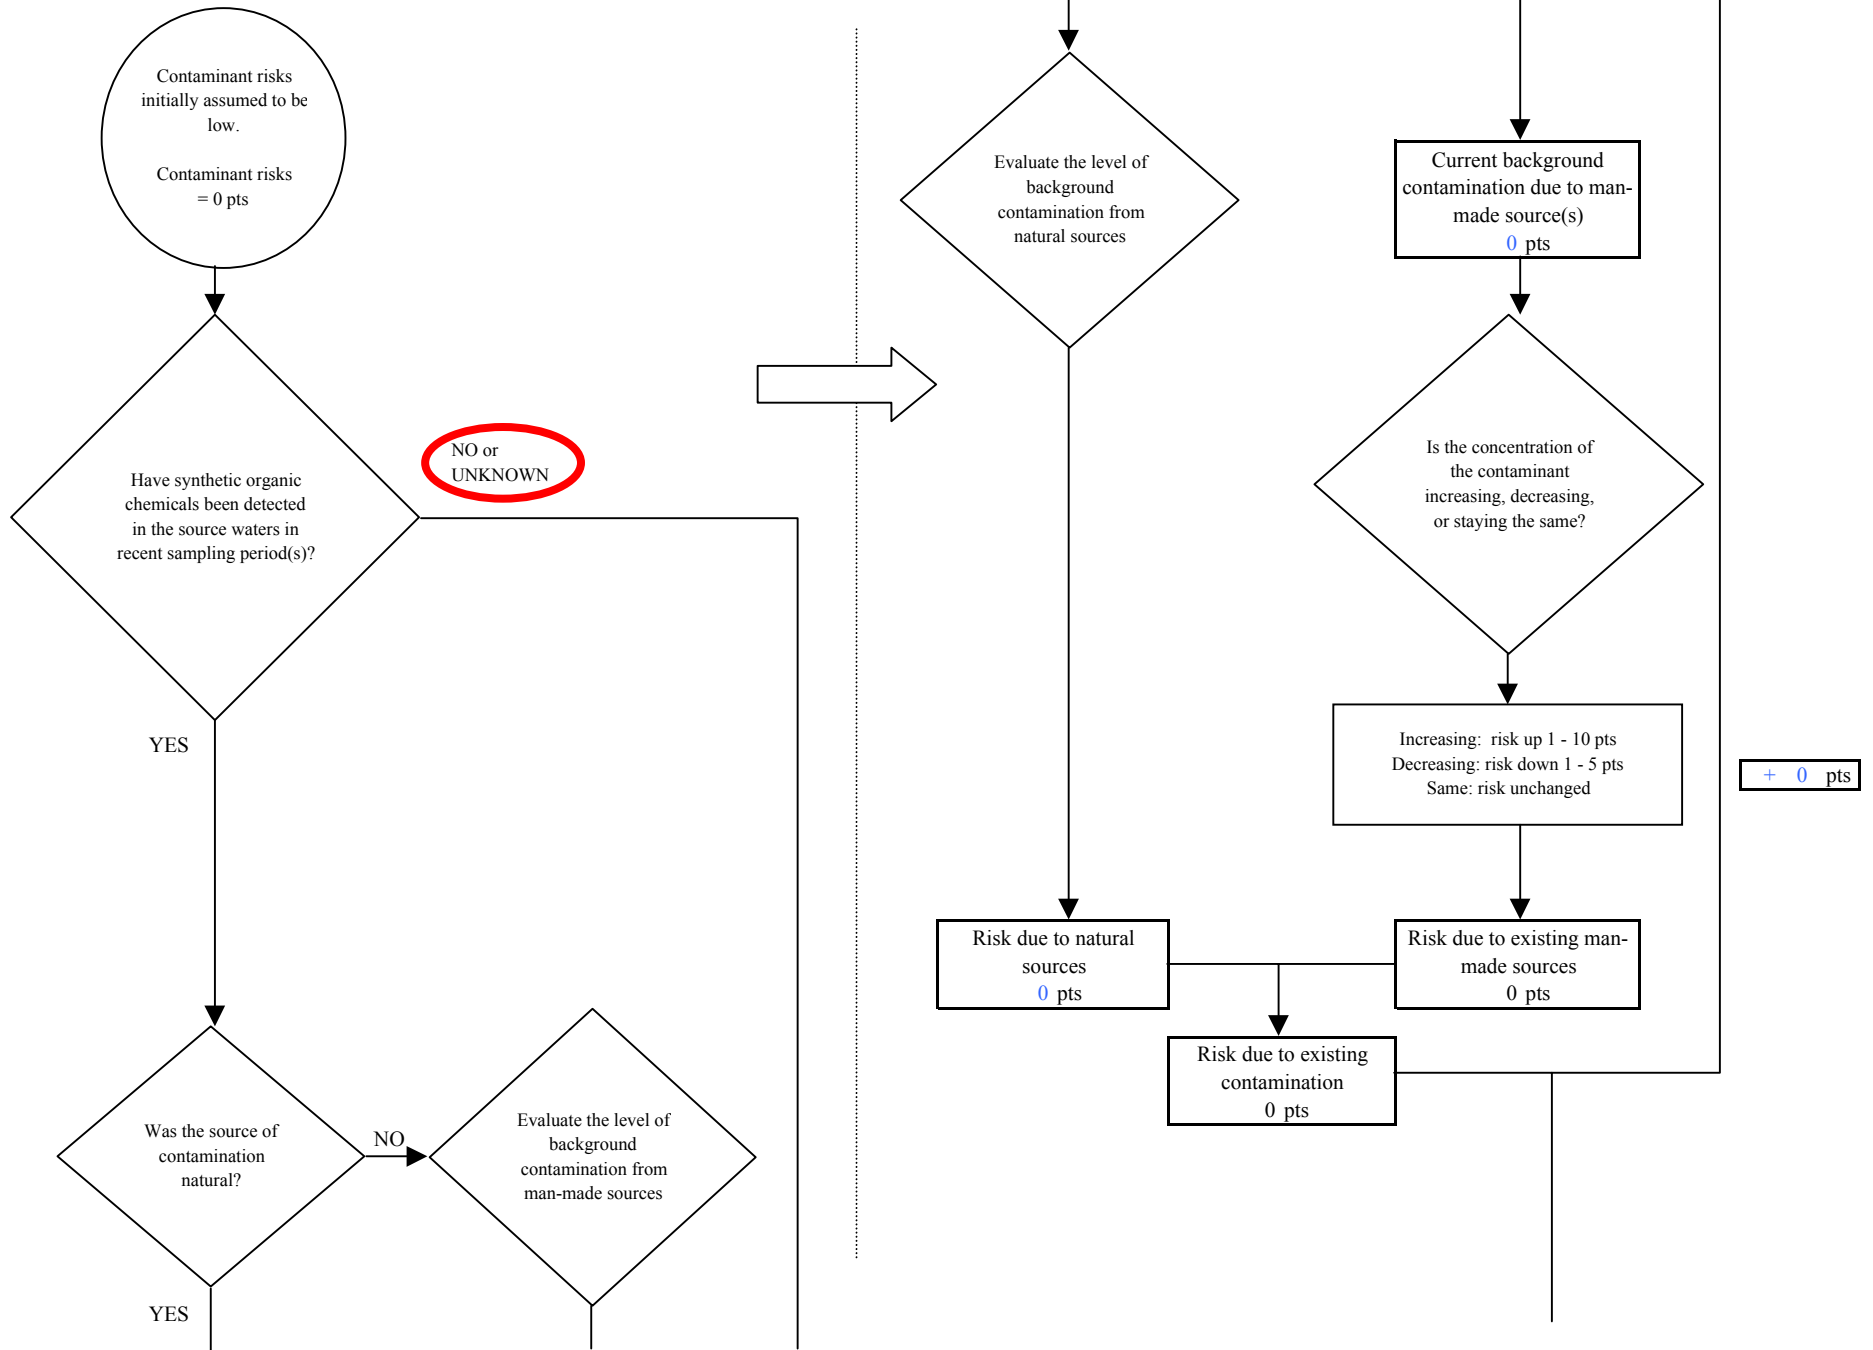 Contaminant risks
initially assumed to be
low.
Contaminant risks
= 0 pts
NO or
UNKNOWN
Have synthetic organic
chemicals been detected
in the source waters in
recent sampling period(s)?
YES
Was the source of
contamination
natural?
NO
Evaluate the level of
background
contamination from
man-made sources
YES
Evaluate the level of
background
contamination from
natural sources
Current background
contamination due to man-
made source(s)
0 pts
Is the concentration of
the contaminant
increasing, decreasing,
or staying the same?
Increasing: risk up 1 - 10 pts
Decreasing: risk down 1 - 5 pts
Same: risk unchanged
+ 0 pts
Risk due to natural
sources
0 pts
Risk due to existing man-
made sources
0 pts
Risk due to existing
contamination
0 pts